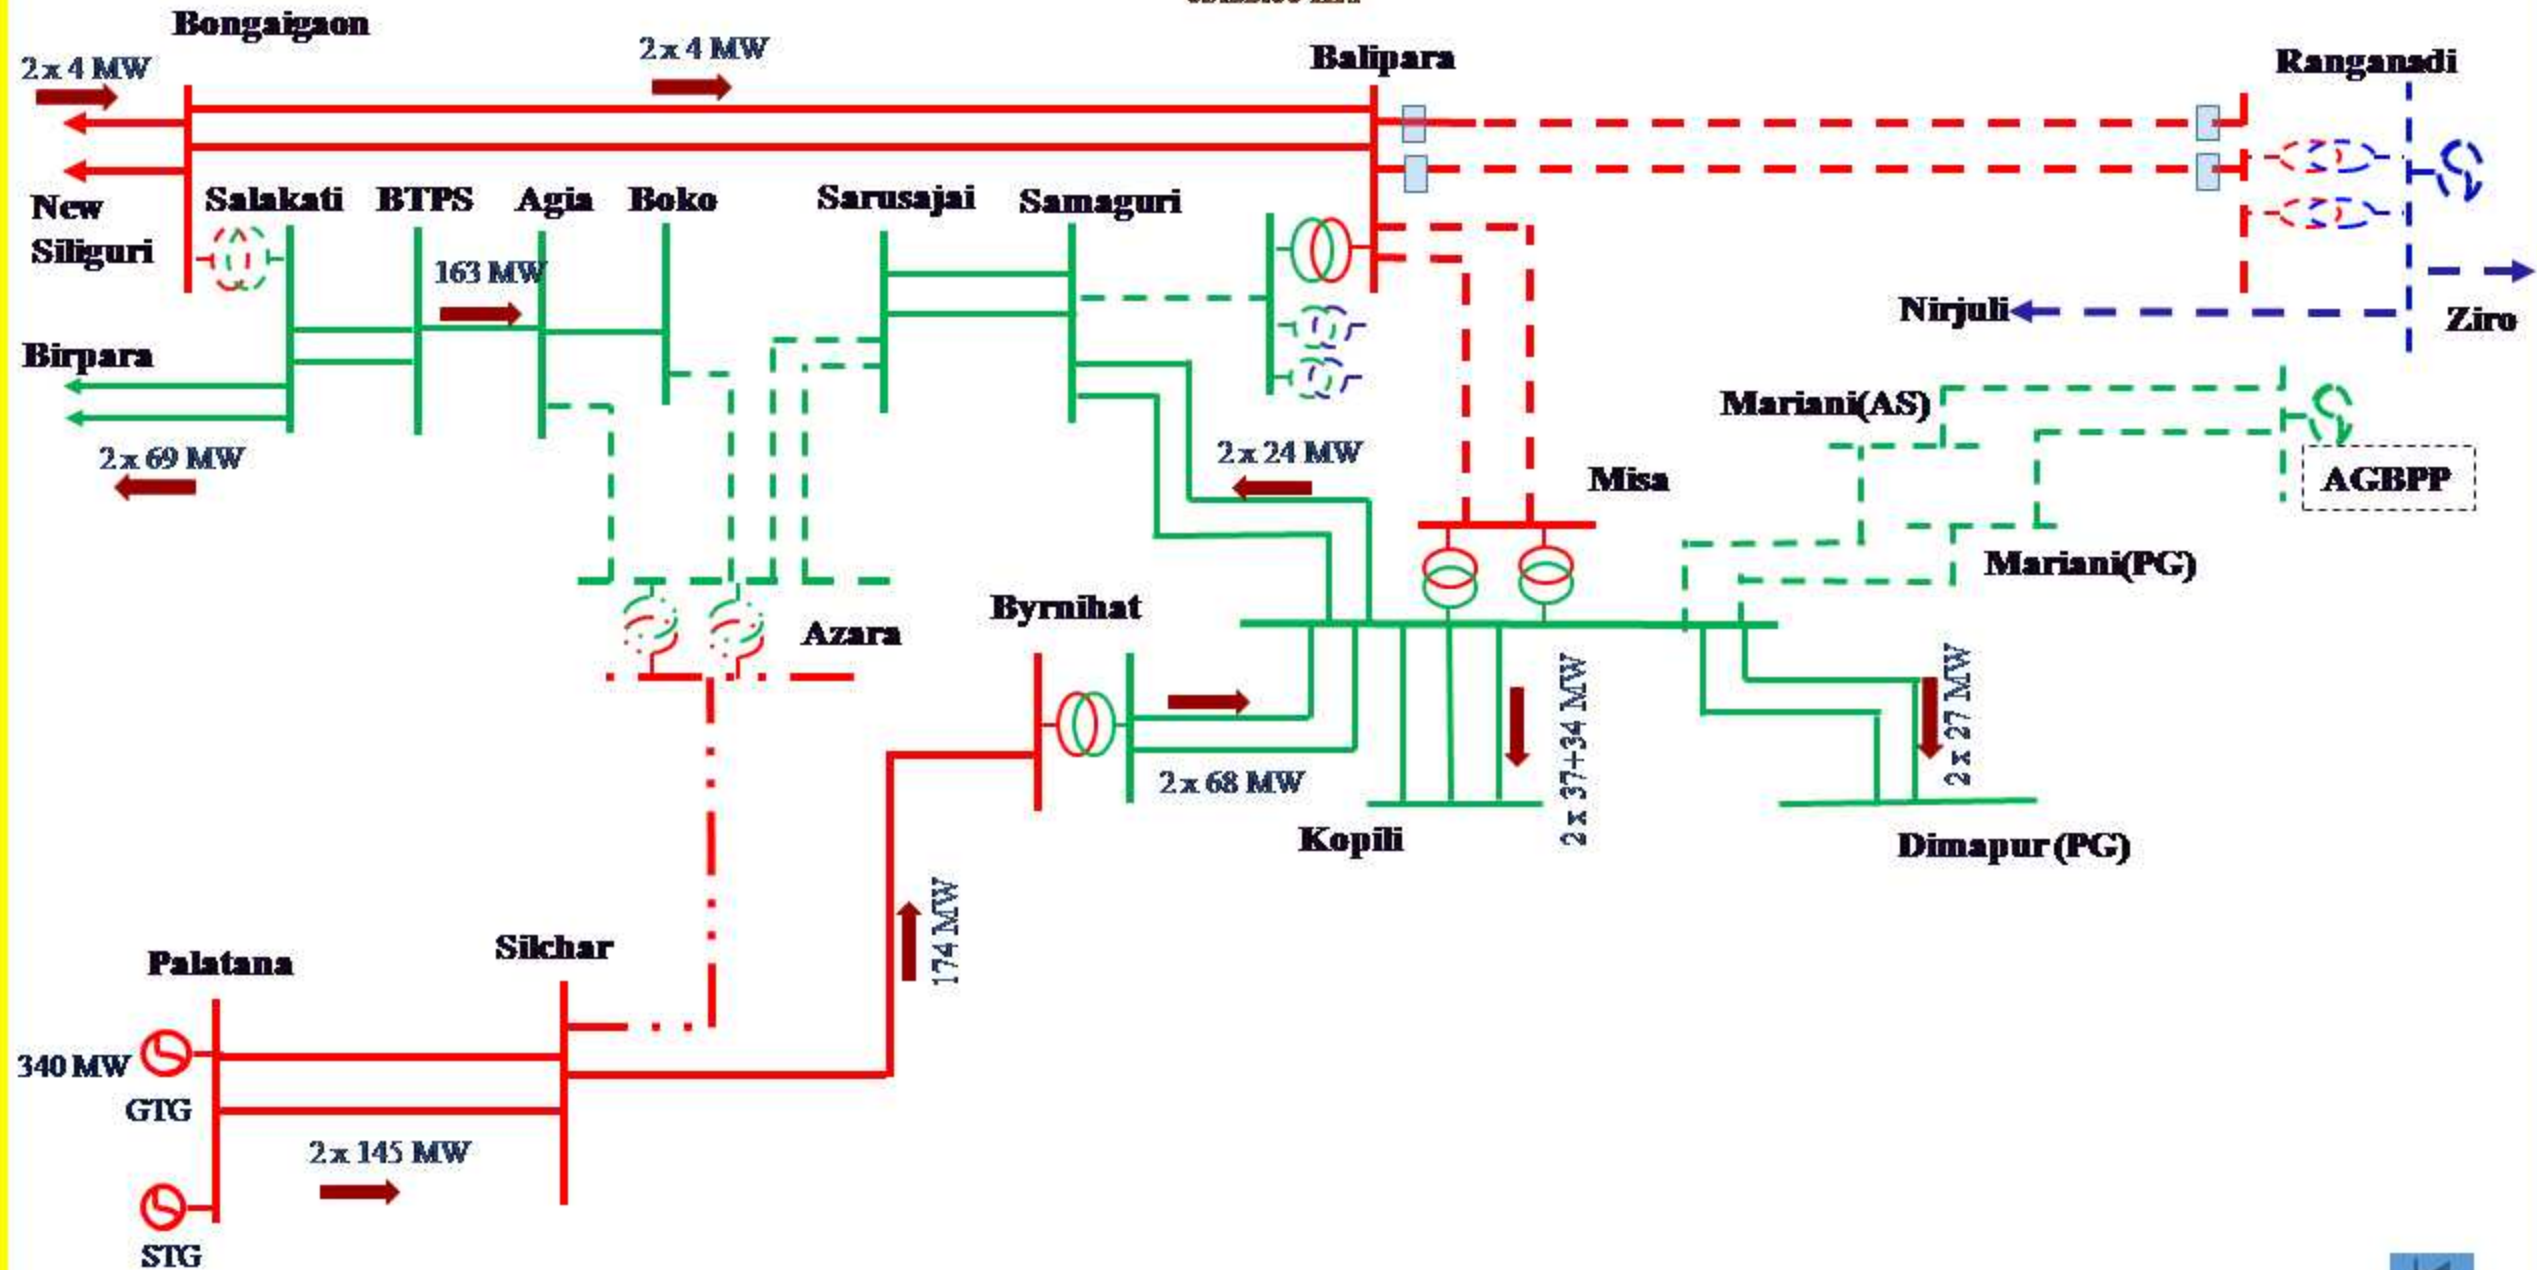 Bongaigaon
2 x 4 MW
2 x 4 MW
Balipara
Ranganadi
New
Siliguri
Salakati
BTPS
Agia
Boko
Sarusajai
Samaguri
163 MW
Nirjuli
Ziro
Birpara
Mariani(AS)
2 x 69 MW
2 x 24 MW
Misa
AGBPP
Mariani(PG)
Byrnihat
Azara
2 x 37+34 MW
2 x 27 MW
2 x 68 MW
Kopili
Dimapur (PG)
174 MW
Silchar
Palatana
340 MW
GTG
2 x 145 MW
STG